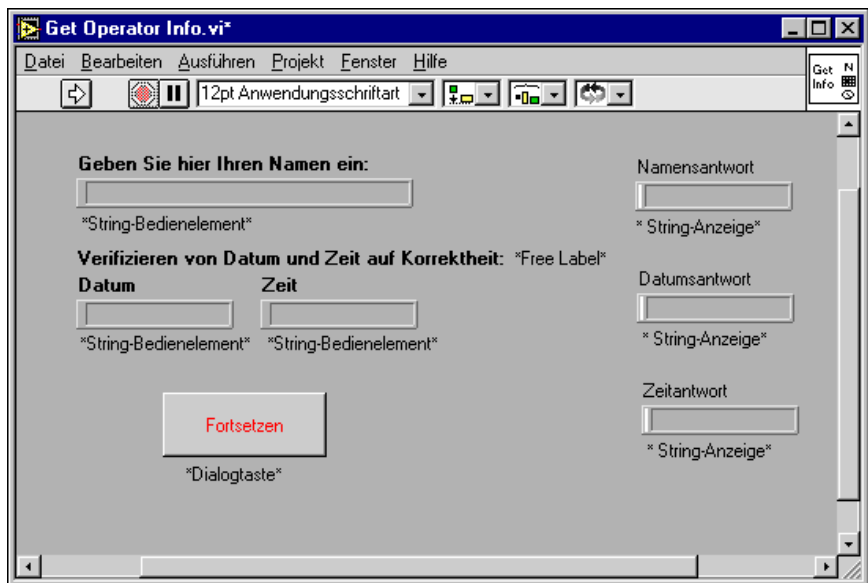 Get Operator Info.vi*
Datei Bearbeiten Ausführen Projekt Fenster Hilfe
Get N
Info
12pt Anwendungsschriftart
Geben Sie hier Ihren Namen ein:
*String-Bedienelement*
Namensantwort
* String-Anzeige*
Verifizieren von Datum und Zeit auf Korrektheit: *Free Label*
Datum Zeit
*String-Bedienelement* *String-Bedienelement*
Datumsantwort
* String-Anzeige*
Fortsetzen
*Dialogtaste*
Zeitantwort
* String-Anzeige*